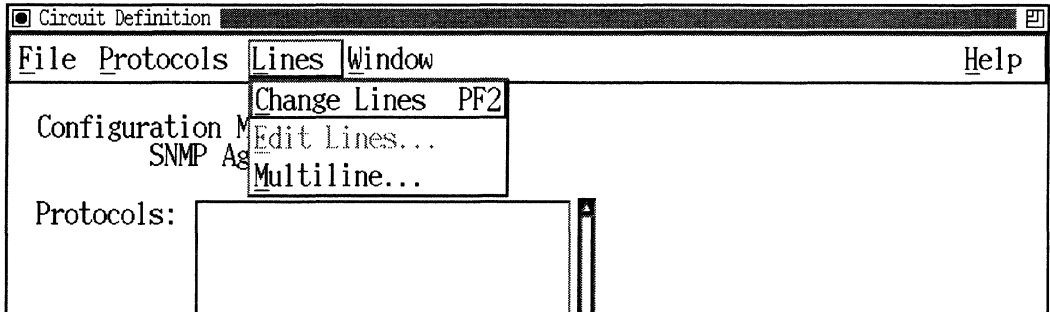 Circuit Definition
File Protocols Lines Window Help
Change Lines PF2
Configuration M
Edit Lines...
SNMP Ag
Multiline...
Protocols: